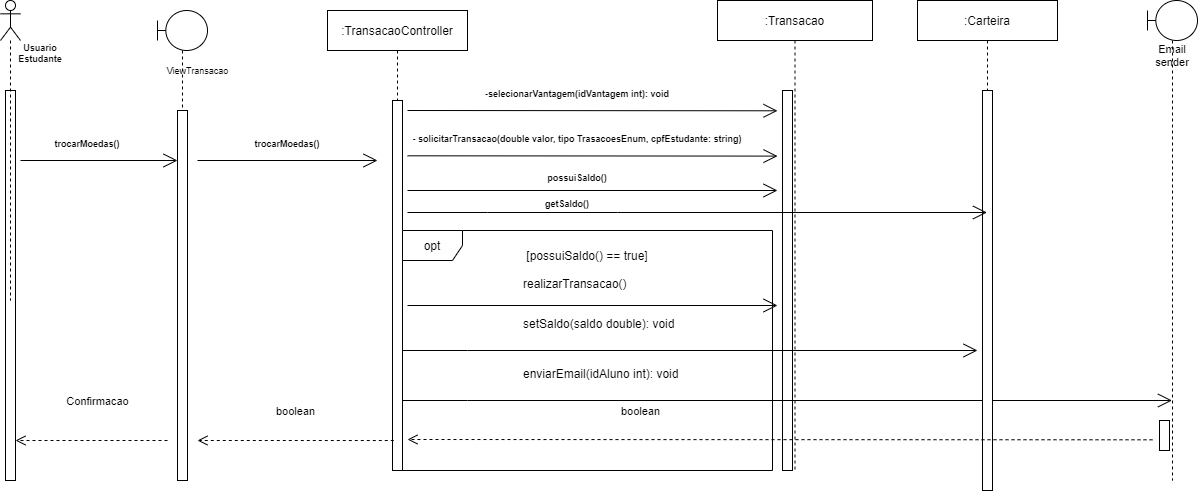 :TransacaoController
:Transacao
:Carteira
Usuario
Estudante
ViewTransacao
Email
sender
-selecionarVantagem(idVantagem int): void
- solicitarTransacao(double valor, tipo TrasacoesEnum, cpfEstudante: string)
trocarMoedas()
trocarMoedas()
possuiSaldo()
getSaldo()
opt
[possuiSaldo() == true]
realizarTransacao()
setSaldo(saldo double): void
enviarEmail(idAluno int): void
Confirmacao
boolean
boolean